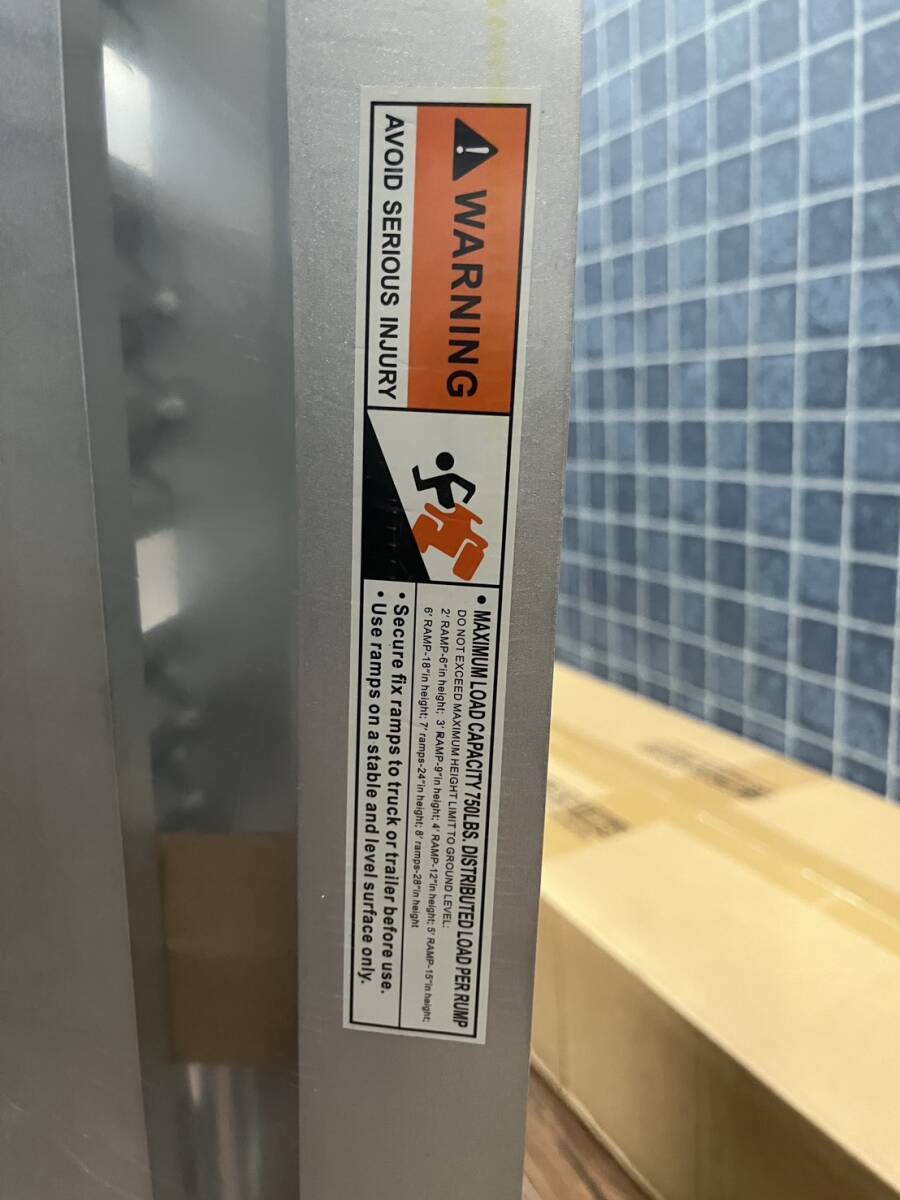 WARNING
AVOID SERIOUS INJURY
• MAXIMUM LOAD CAPACITY 750LBS. DISTRIBUTED LOAD PER RUMP
DO NOT EXCEED MAXIMUM HEIGHT LIMIT TO GROUND LEVEL:
2' RAMP-6"in height; 3' RAMP-9"in height; 4' RAMP-12"in height; 5' RAMP-15"in height;
6' RAMP-18"in height; 7' ramps-24"in height; 8' ramps-28"in height
• Secure fix ramps to truck or trailer before use.
• Use ramps on a stable and level surface only.